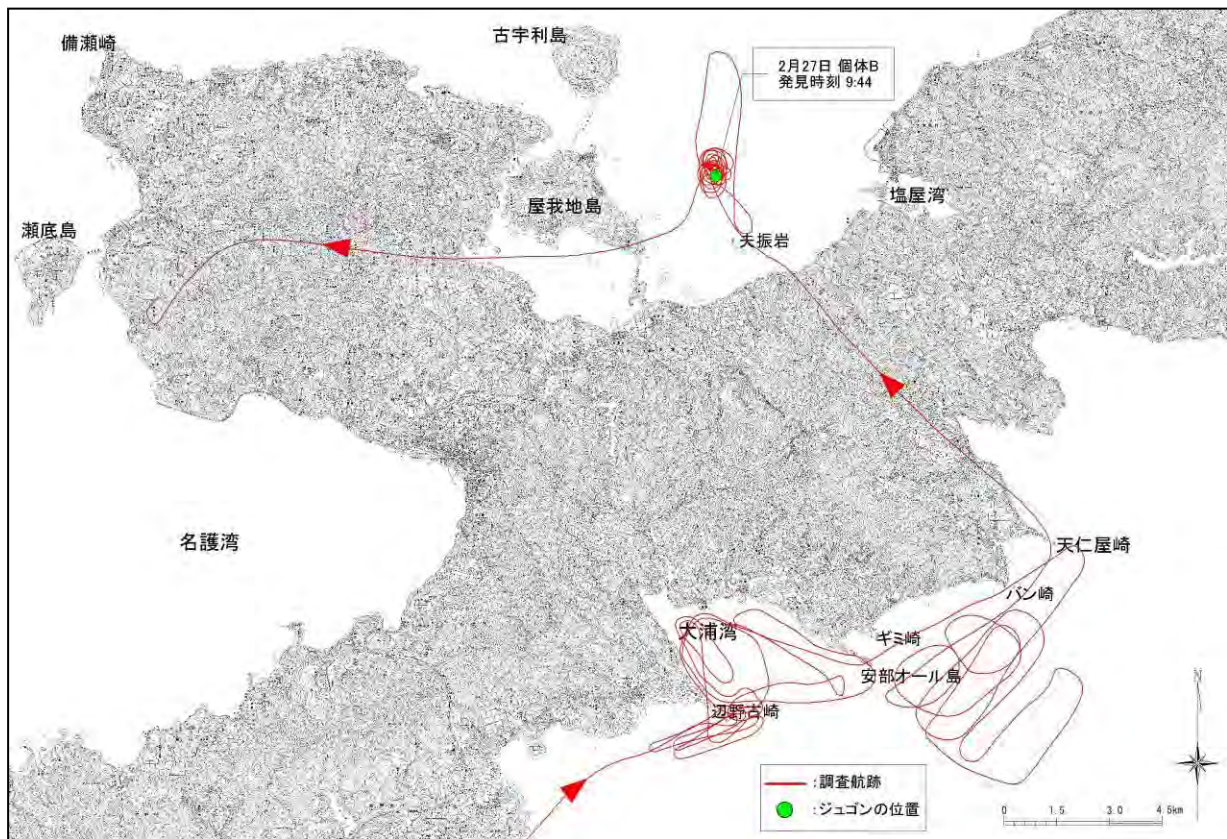 備瀬崎
古宇利島
2月27日 個体B
発見時刻 9:44
塩屋湾
屋我地島
瀬底島
夫振岩
名護湾
天仁屋崎
バン崎
大浦湾
ギミ崎
安部オール島
辺野古崎
N
:調査航跡
:ジュゴンの位置
0 1.5 3.0 4.5km